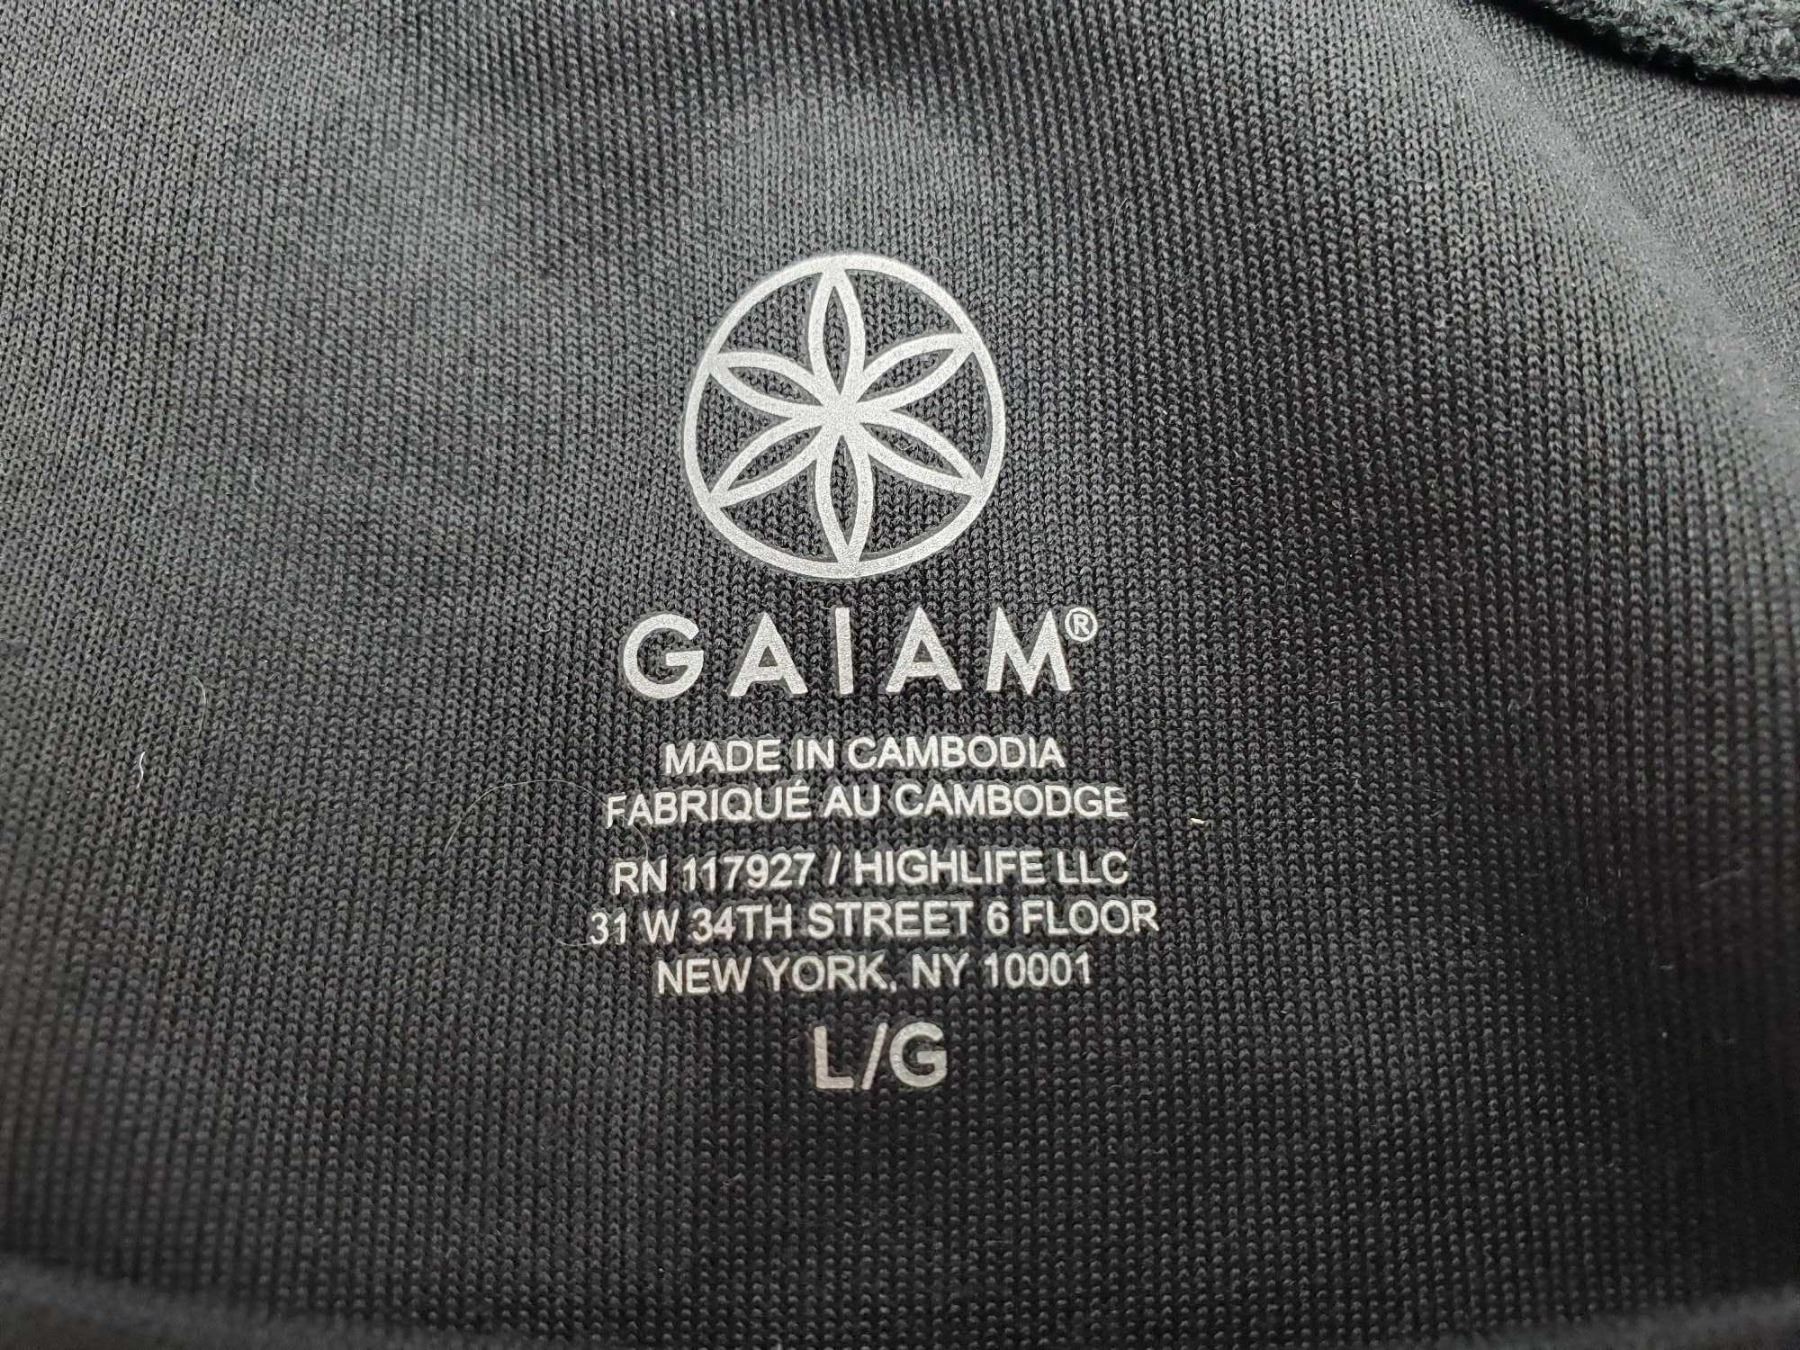 GAIAM®
MADE IN CAMBODIA
FABRIQUÉ AU CAMBODGE
RN 117927 / HIGHLIFE LLC
31 W 34TH STREET 6 FLOOR
NEW YORK, NY 10001
L/G